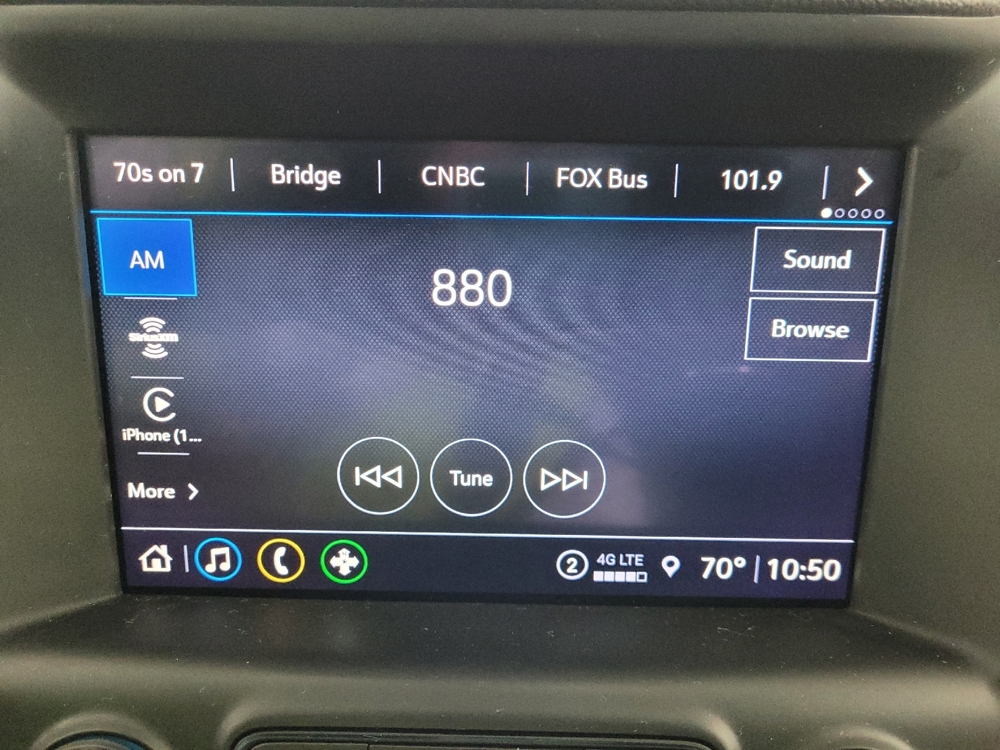 70s on 7 | Bridge | CNBC | FOX Bus | 101.9 |
AM
880
Sound
SiriusXM
Browse
iPhone (1...
More
Tune
2 4G LTE 70° | 10:50